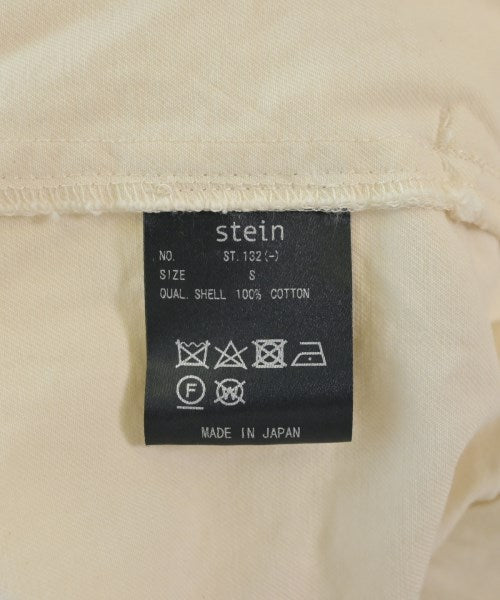 stein
NO. ST.132(-)
SIZE S
QUAL. SHELL 100% COTTON
F W
MADE IN JAPAN